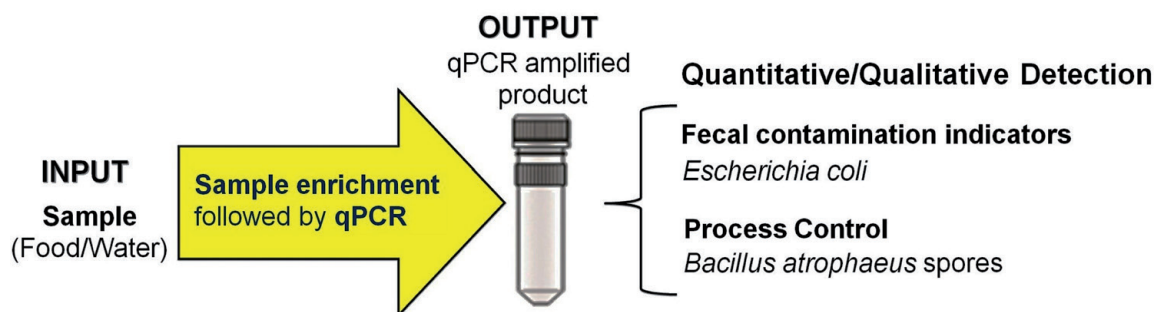 INPUT
Sample
(Food/Water)
Sample enrichment
followed by qPCR
OUTPUT
qPCR amplified
product
Quantitative/Qualitative Detection
Fecal contamination indicators
Escherichia coli
Process Control
Bacillus atrophaeus spores